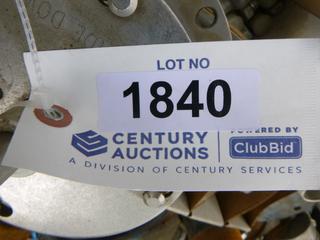 LOT NO
1840
CENTURY
AUCTIONS
POWERED BY
ClubBid
A DIVISION OF CENTURY SERVICES